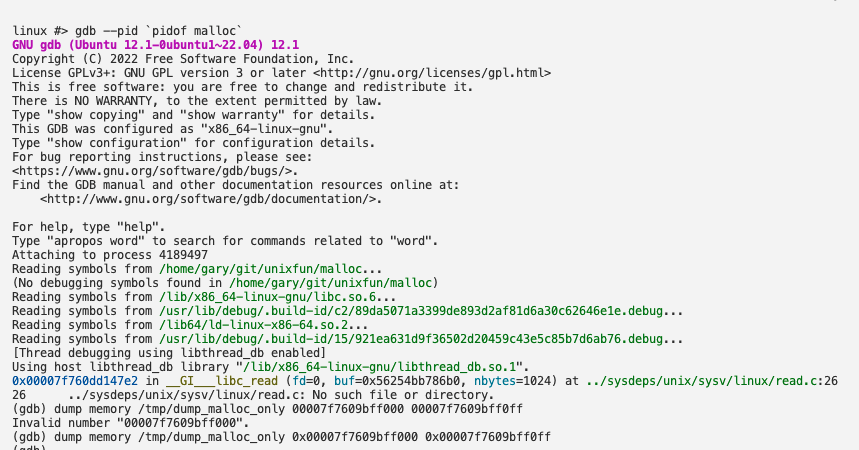 linux #> gdb --pid `pidof malloc`
GNU gdb (Ubuntu 12.1-0ubuntu1~22.04) 12.1
Copyright (C) 2022 Free Software Foundation, Inc.
License GPLv3+: GNU GPL version 3 or later <http://gnu.org/licenses/gpl.html>
This is free software: you are free to change and redistribute it.
There is NO WARRANTY, to the extent permitted by law.
Type "show copying" and "show warranty" for details.
This GDB was configured as "x86_64-linux-gnu".
Type "show configuration" for configuration details.
For bug reporting instructions, please see:
<https://www.gnu.org/software/gdb/bugs/>.
Find the GDB manual and other documentation resources online at:
    <http://www.gnu.org/software/gdb/documentation/>.

For help, type "help".
Type "apropos word" to search for commands related to "word".
Attaching to process 4189497
Reading symbols from /home/gary/git/unixfun/malloc...
(No debugging symbols found in /home/gary/git/unixfun/malloc)
Reading symbols from /lib/x86_64-linux-gnu/libc.so.6...
Reading symbols from /usr/lib/debug/.build-id/c2/89da5071a3399de893d2af81d6a30c62646e1e.debug...
Reading symbols from /lib64/ld-linux-x86-64.so.2...
Reading symbols from /usr/lib/debug/.build-id/15/921ea631d9f36502d20459c43e5c85b7d6ab76.debug...
[Thread debugging using libthread_db enabled]
Using host libthread_db library "/lib/x86_64-linux-gnu/libthread_db.so.1".
0x00007f760dd147e2 in __GI___libc_read (fd=0, buf=0x56254bb786b0, nbytes=1024) at ../sysdeps/unix/sysv/linux/read.c:26
26      ../sysdeps/unix/sysv/linux/read.c: No such file or directory.
(gdb) dump memory /tmp/dump_malloc_only 00007f7609bff000 00007f7609bff0ff
Invalid number "00007f7609bff000".
(gdb) dump memory /tmp/dump_malloc_only 0x00007f7609bff000 0x00007f7609bff0ff
(gdb)